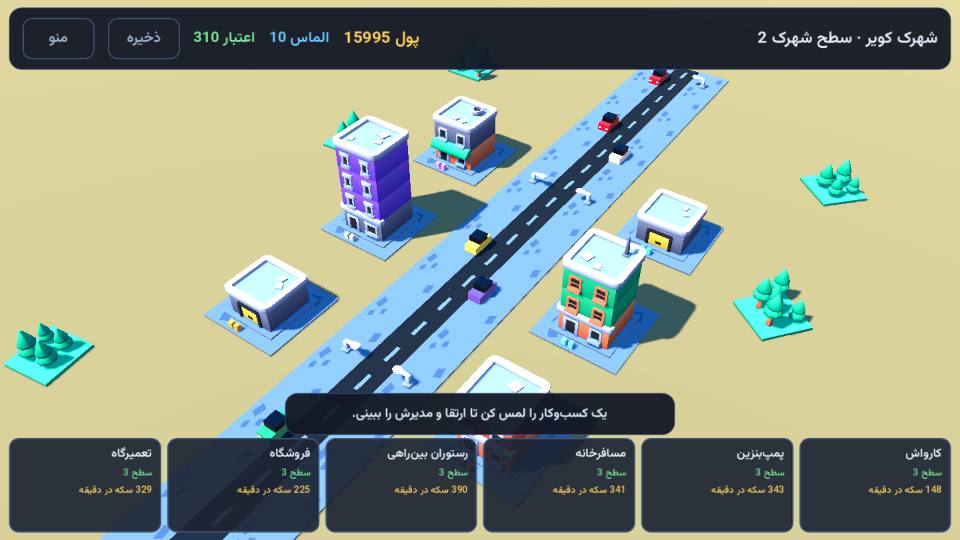 شهرک کویر · سطح شهرک 2
پول 15995
الماس 10
اعتبار 310
ذخیره
منو
یک کسب‌وکار را لمس کن تا ارتقا و مدیرش را ببینی.
کارواش
سطح 3
148 سکه در دقیقه
پمپ‌بنزین
سطح 3
343 سکه در دقیقه
مسافرخانه
سطح 3
341 سکه در دقیقه
رستوران بین‌راهی
سطح 3
390 سکه در دقیقه
فروشگاه
سطح 3
225 سکه در دقیقه
تعمیرگاه
سطح 3
329 سکه در دقیقه